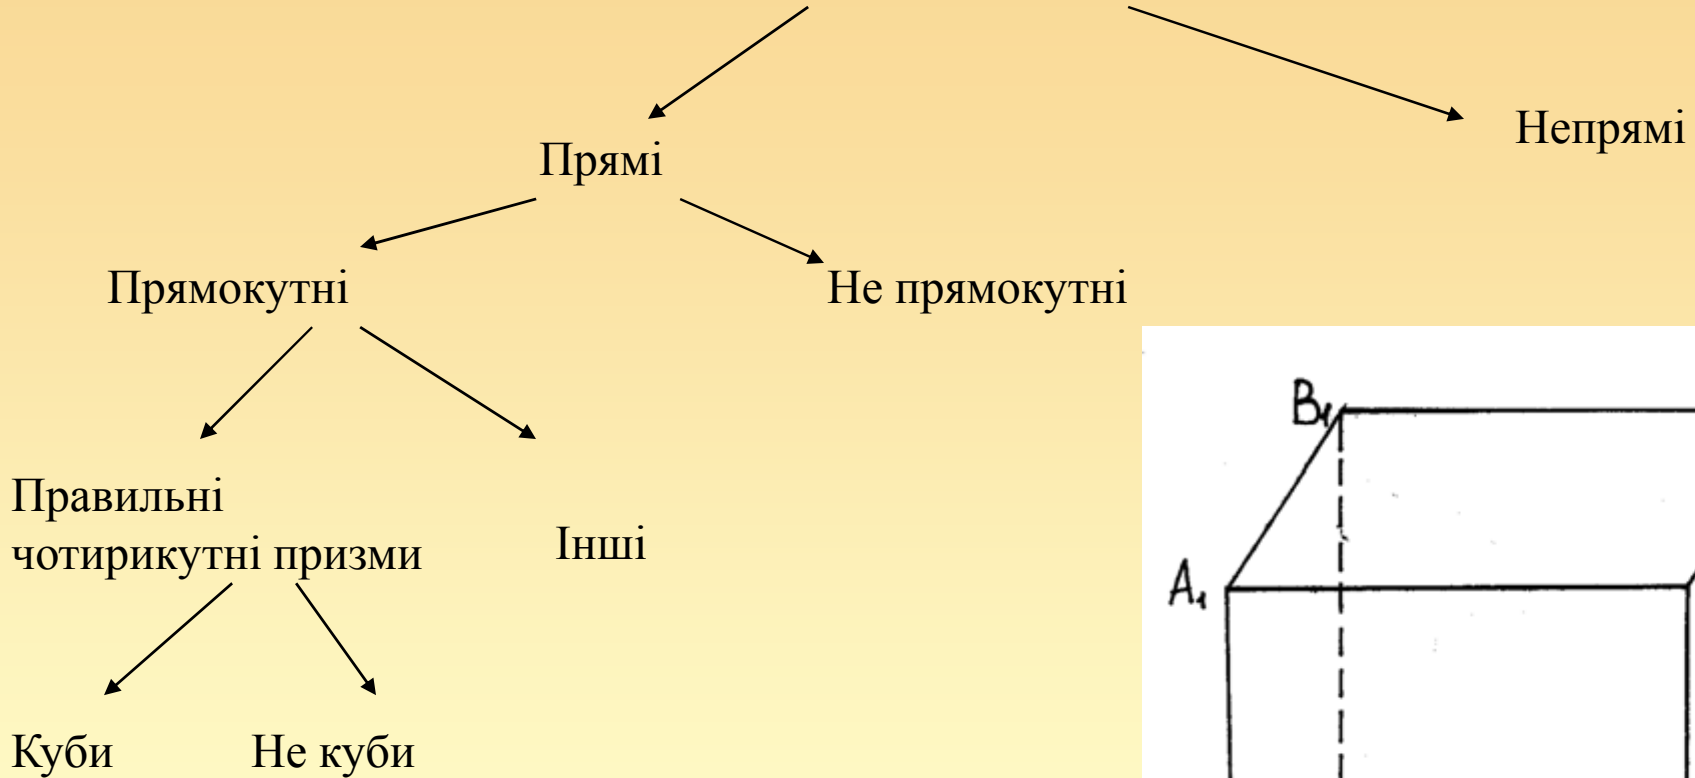 Непрямі
Прямі
Прямокутні
Не прямокутні
Правильні
чотирикутні призми
Інші
Куби
Не куби
B₁
A₁